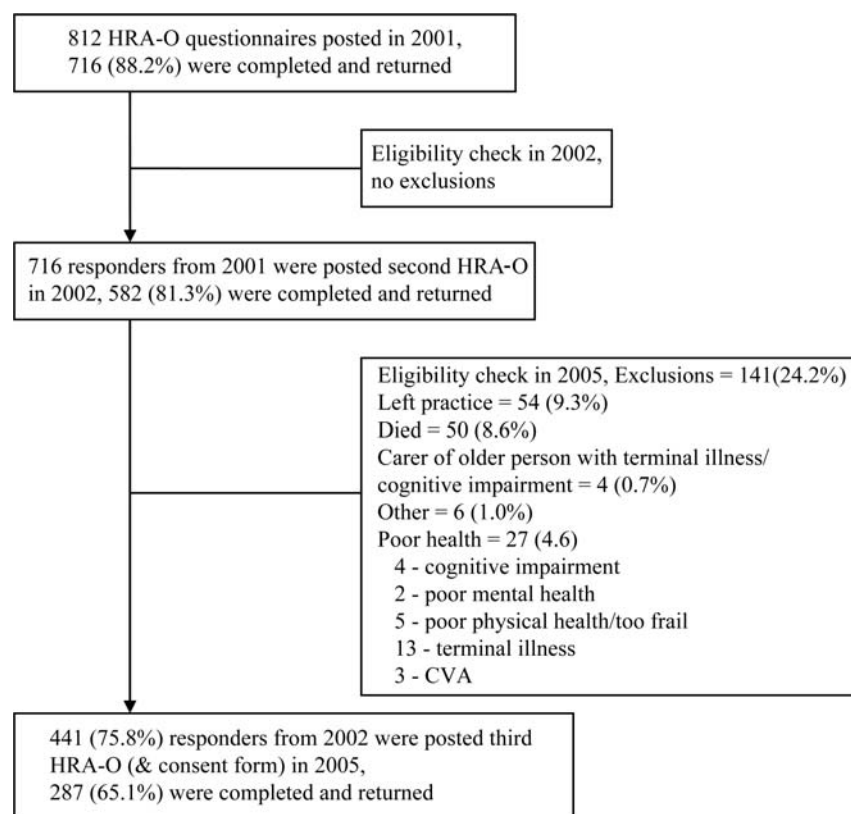 812 HRA-O questionnaires posted in 2001,
716 (88.2%) were completed and returned
Eligibility check in 2002,
no exclusions
716 responders from 2001 were posted second HRA-O
in 2002, 582 (81.3%) were completed and returned
Eligibility check in 2005, Exclusions = 141(24.2%)
Left practice = 54 (9.3%)
Died = 50 (8.6%)
Carer of older person with terminal illness/
cognitive impairment = 4 (0.7%)
Other = 6 (1.0%)
Poor health = 27 (4.6)
4 - cognitive impairment
2 - poor mental health
5 - poor physical health/too frail
13 - terminal illness
3 - CVA
441 (75.8%) responders from 2002 were posted third
HRA-O (& consent form) in 2005,
287 (65.1%) were completed and returned